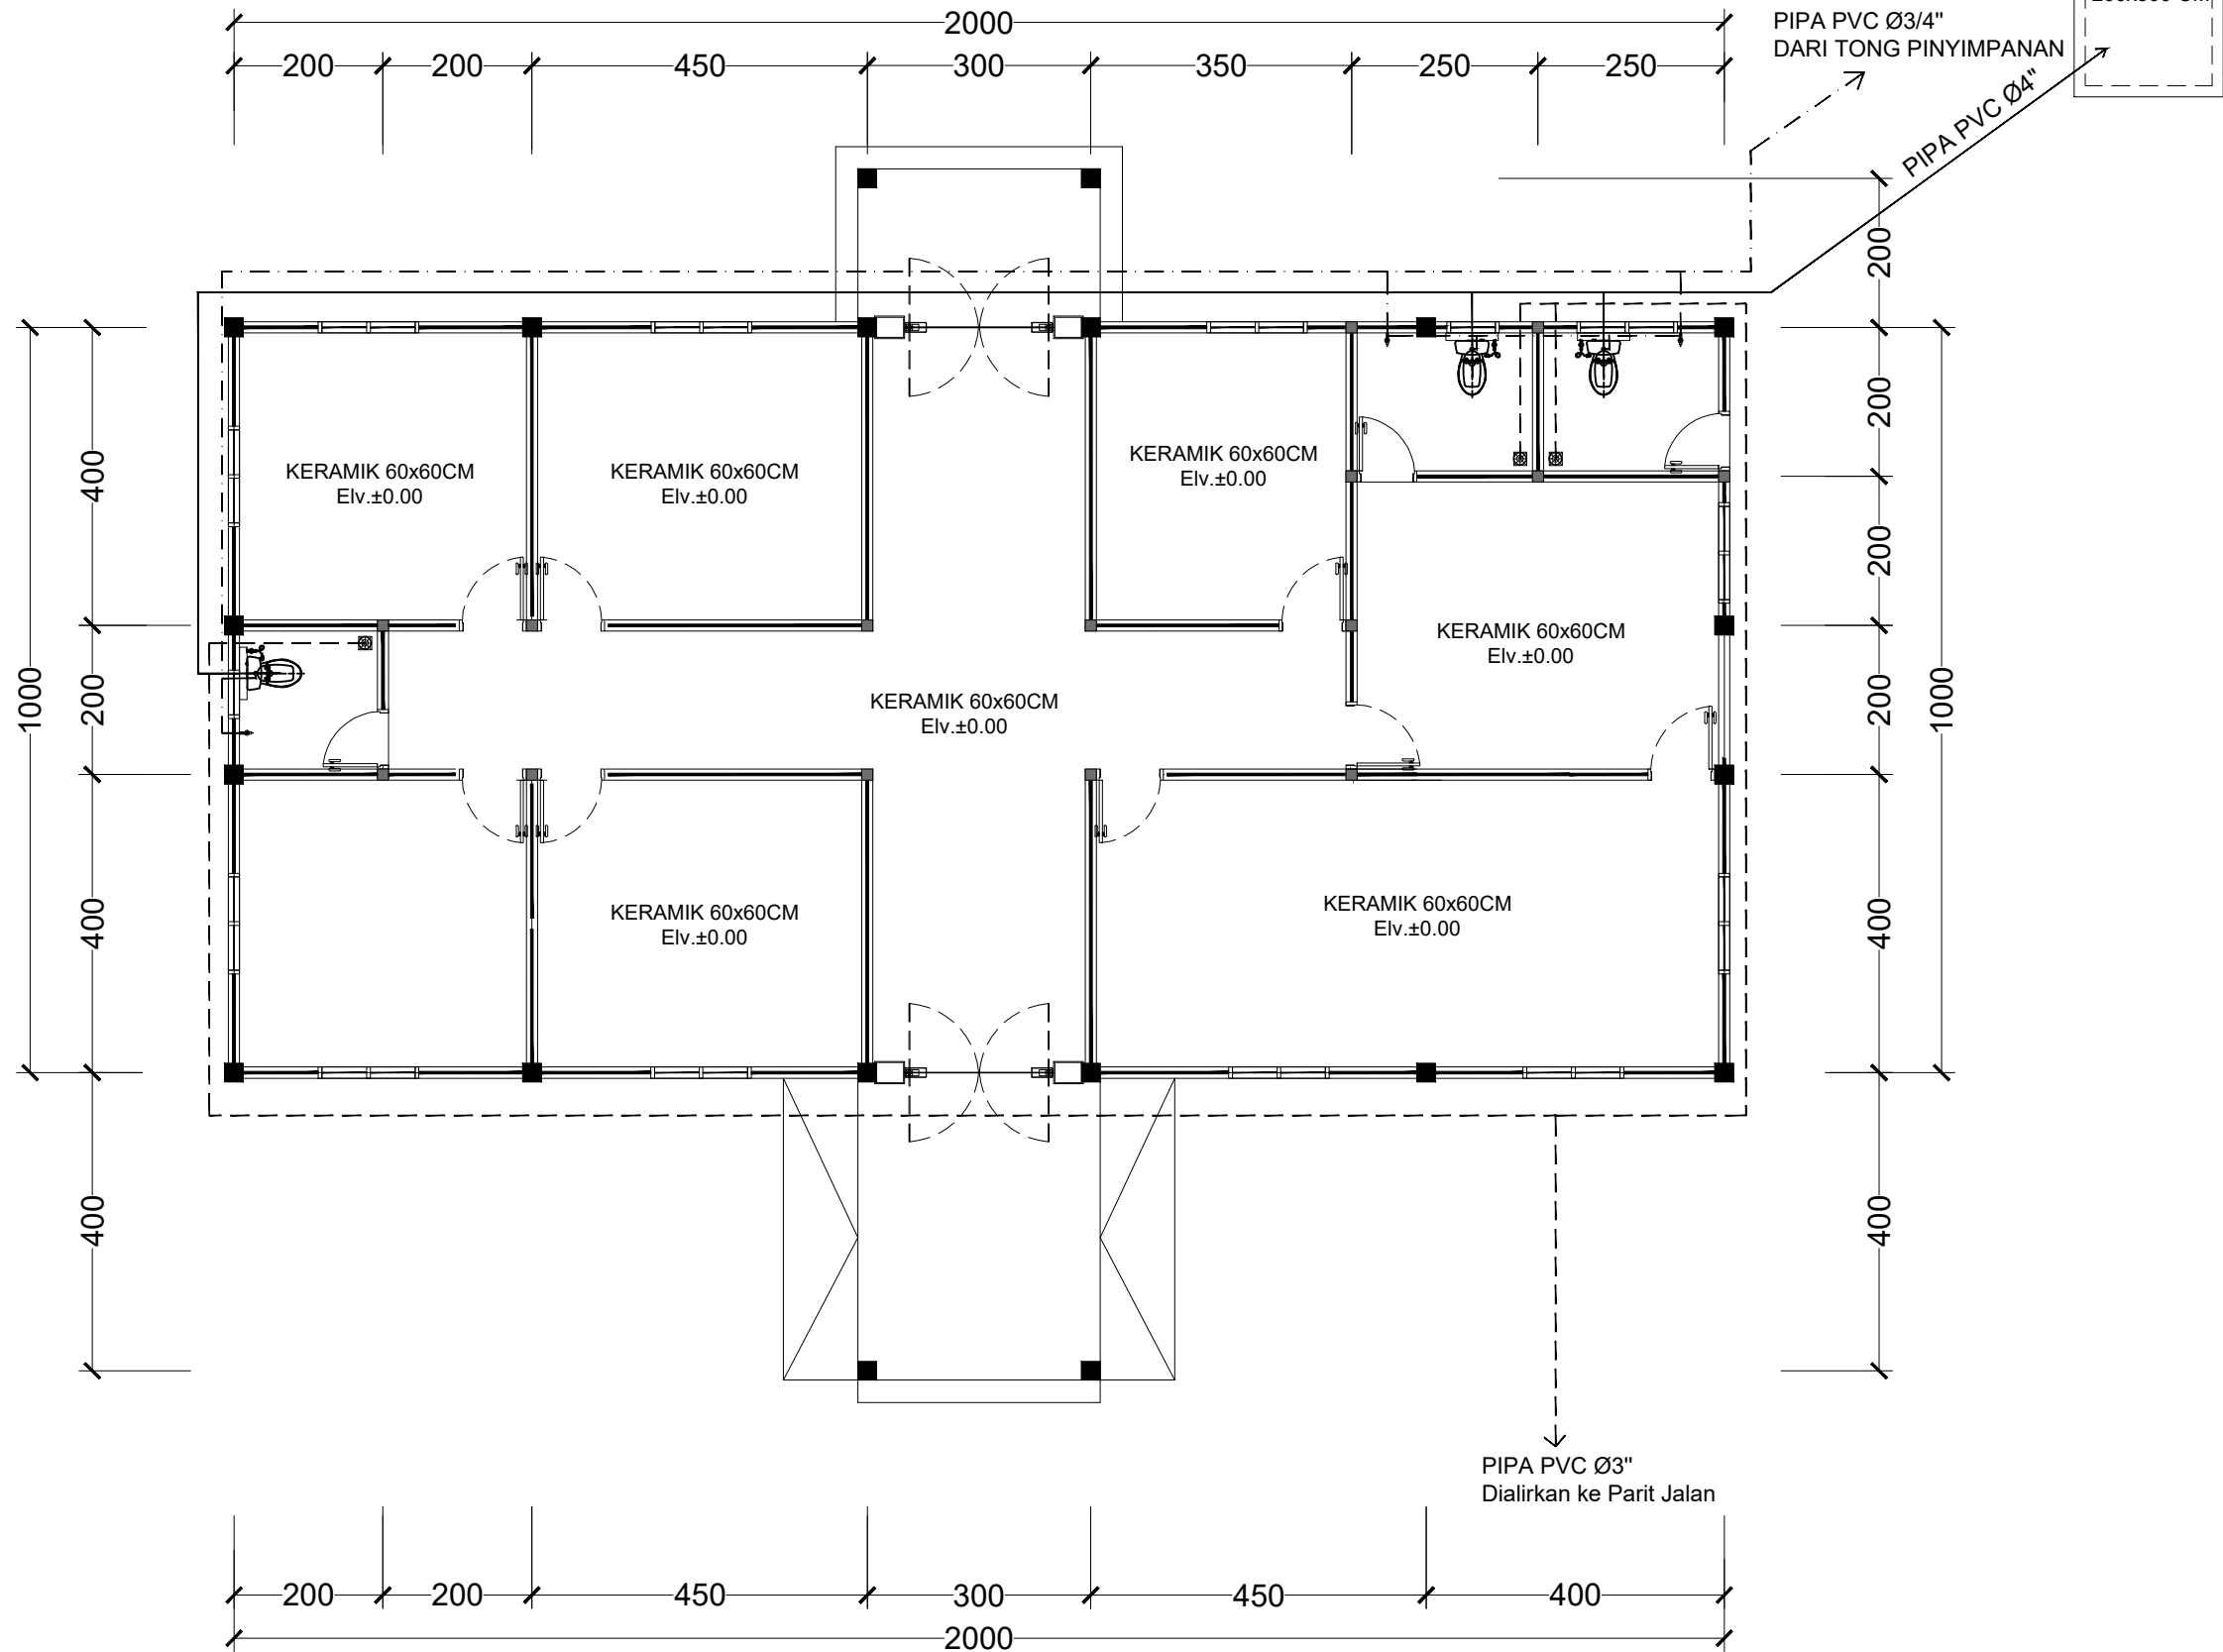 2000
200
200
450
300
350
250
250
PIPA PVC Ø3/4"
DARI TONG PINYIMPANAN
PIPA PVC Ø4"
200
200
200
200
400
400
1000
400
200
400
400
1000
KERAMIK 60x60CM
Elv.±0.00
KERAMIK 60x60CM
Elv.±0.00
KERAMIK 60x60CM
Elv.±0.00
KERAMIK 60x60CM
Elv.±0.00
KERAMIK 60x60CM
Elv.±0.00
KERAMIK 60x60CM
Elv.±0.00
KERAMIK 60x60CM
Elv.±0.00
PIPA PVC Ø3"
Dialirkan ke Parit Jalan
200
200
450
300
450
400
2000